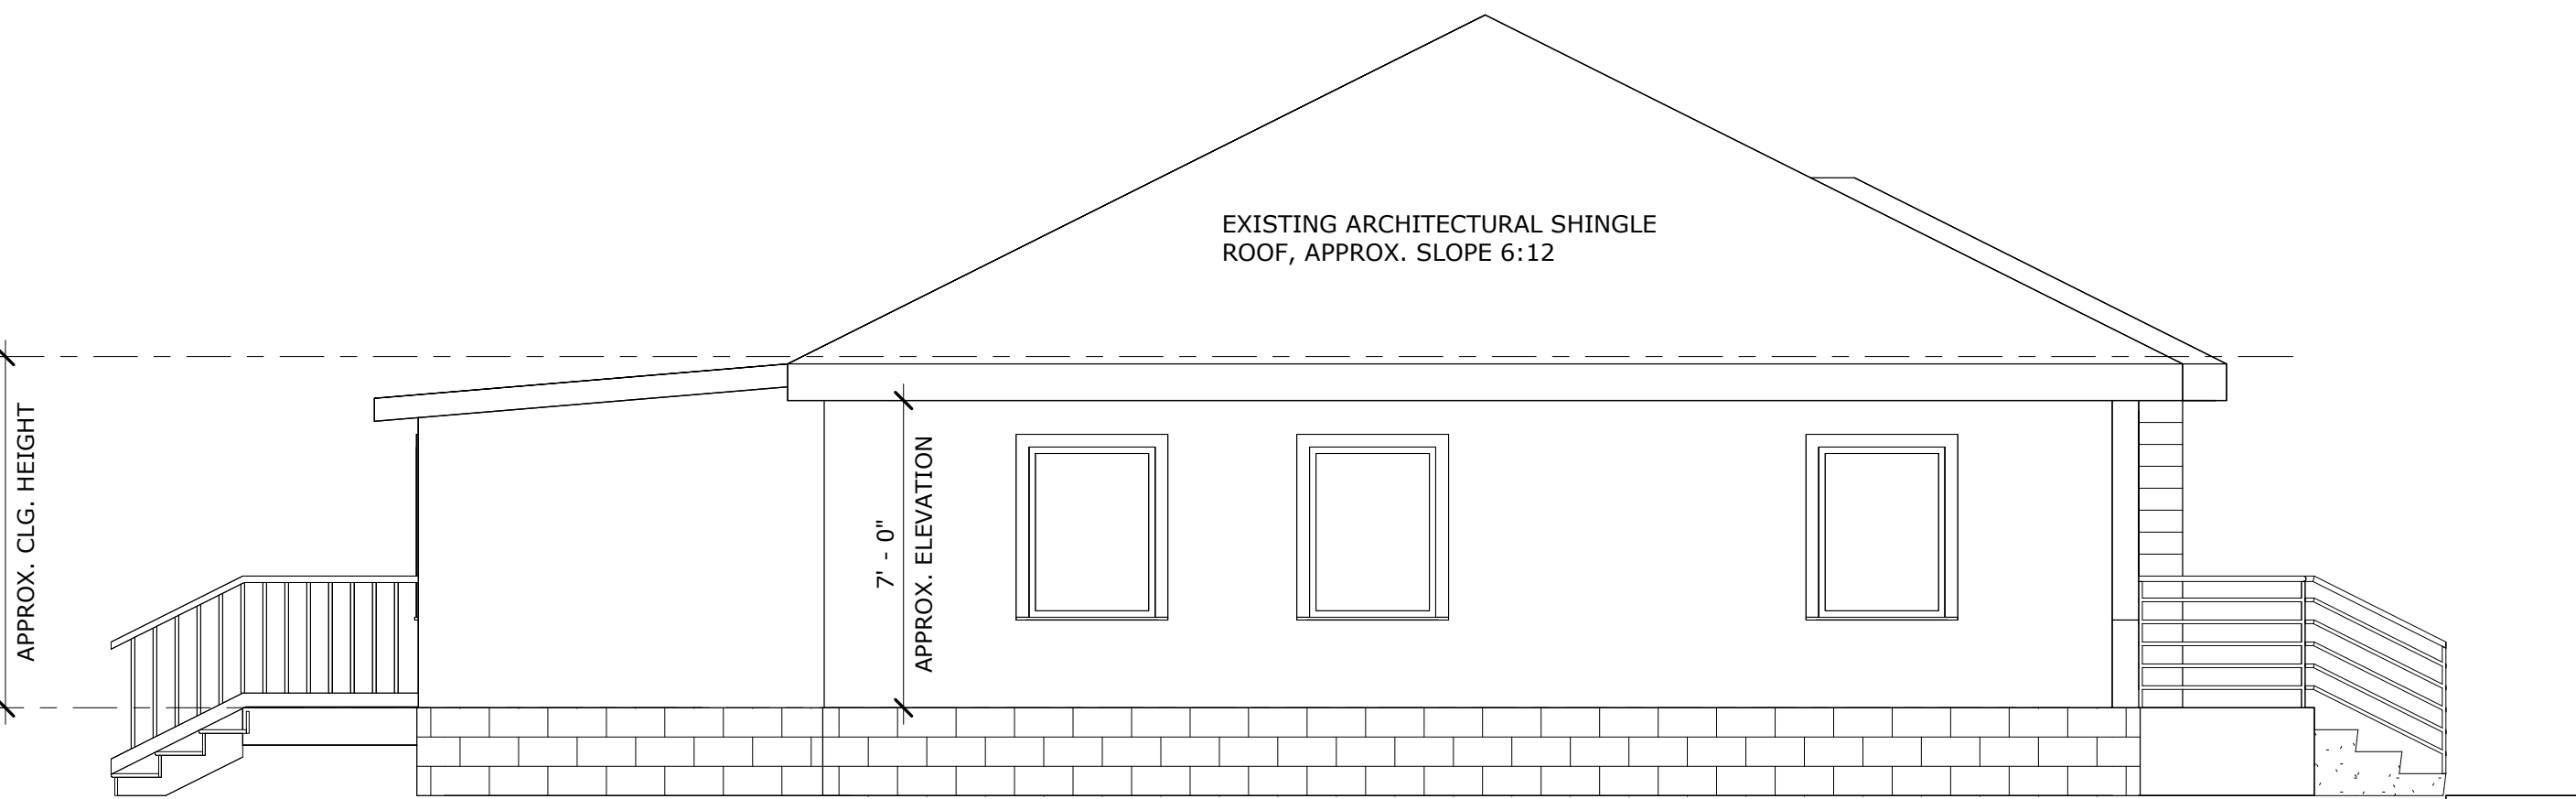 EXISTING ARCHITECTURAL SHINGLE
ROOF, APPROX. SLOPE 6:12
APPROX. CLG. HEIGHT
7' - 0"
APPROX. ELEVATION